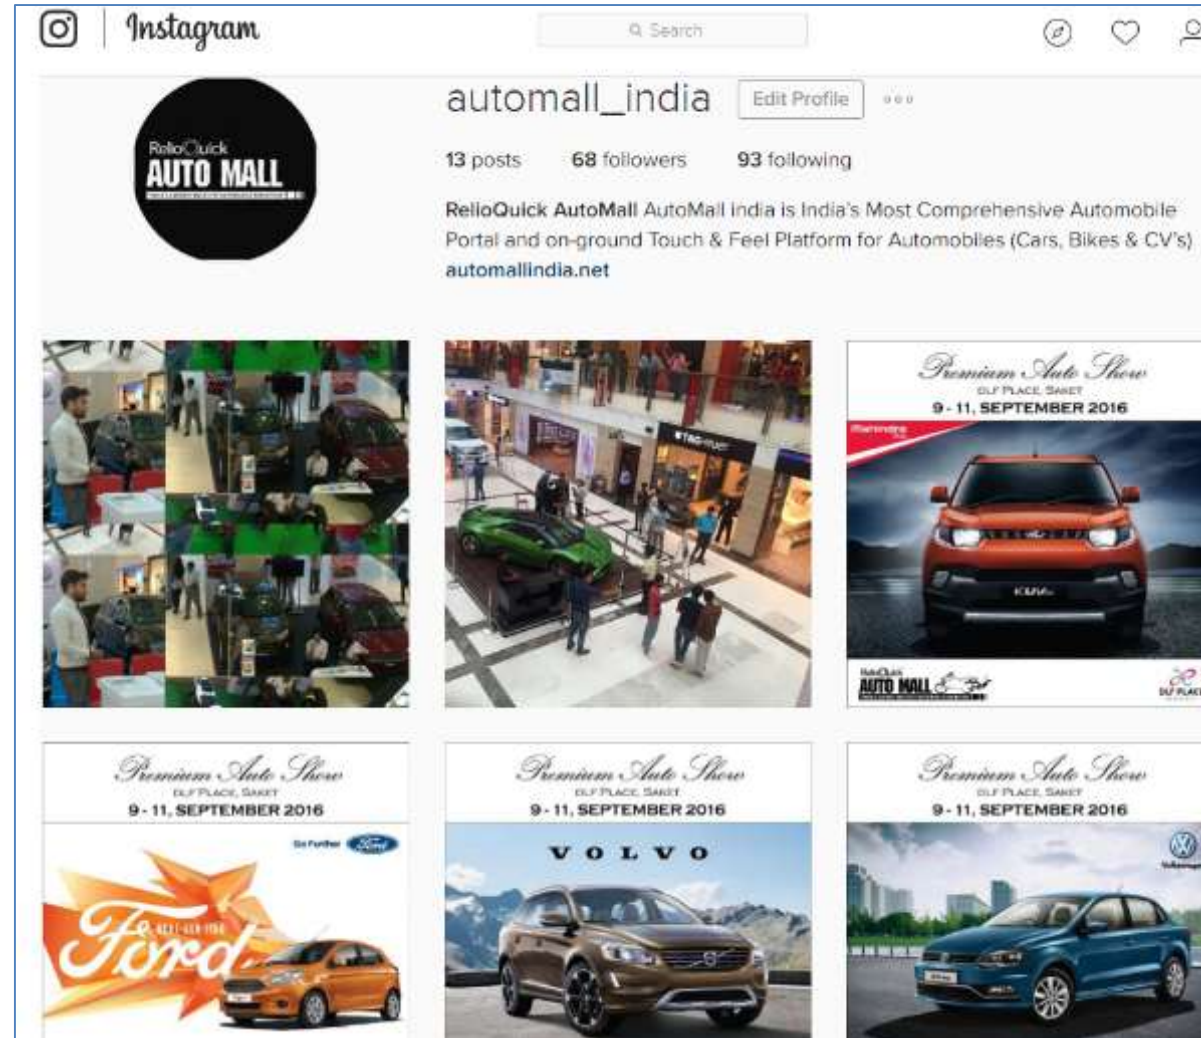 Instagram
Search
automall_india
Edit Profile
13 posts 68 followers 93 following
RelioQuick AutoMall AutoMall india is India's Most Comprehensive Automobile
Portal and on-ground Touch & Feel Platform for Automobiles (Cars, Bikes & CV's)
automallindia.net
RelioQuick
AUTO MALL
Premium Auto Show
DLF PLACE, SAKET
9 - 11, SEPTEMBER 2016
Mahindra
AUTO MALL
DLF PLACE
Premium Auto Show
DLF PLACE, SAKET
9 - 11, SEPTEMBER 2016
Go Further Ford
Ford
Premium Auto Show
DLF PLACE, SAKET
9 - 11, SEPTEMBER 2016
VOLVO
Premium Auto Show
DLF PLACE, SAKET
9 - 11, SEPTEMBER 2016
Volkswagen